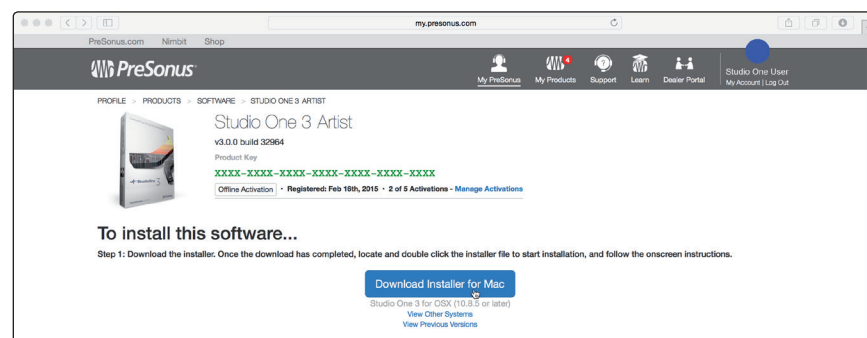 my.presonus.com
PreSonus.com Nimbit Shop
PreSonus
4
My PreSonus My Products Support Learn Dealer Portal
Studio One User
My Account | Log Out
PROFILE > PRODUCTS > SOFTWARE > STUDIO ONE 3 ARTIST
Studio One 3 Artist
v3.0.0 build 32964
Product Key
XXXX-XXXX-XXXX-XXXX-XXXX-XXXX-XXXX
Offline Activation • Registered: Feb 16th, 2015 • 2 of 5 Activations - Manage Activations
To install this software...
Step 1: Download the installer. Once the download has completed, locate and double click the installer file to start installation, and follow the onscreen instructions.
Download Installer for Mac
Studio One 3 for OSX (10.8.5 or later)
View Other Systems
View Previous Versions